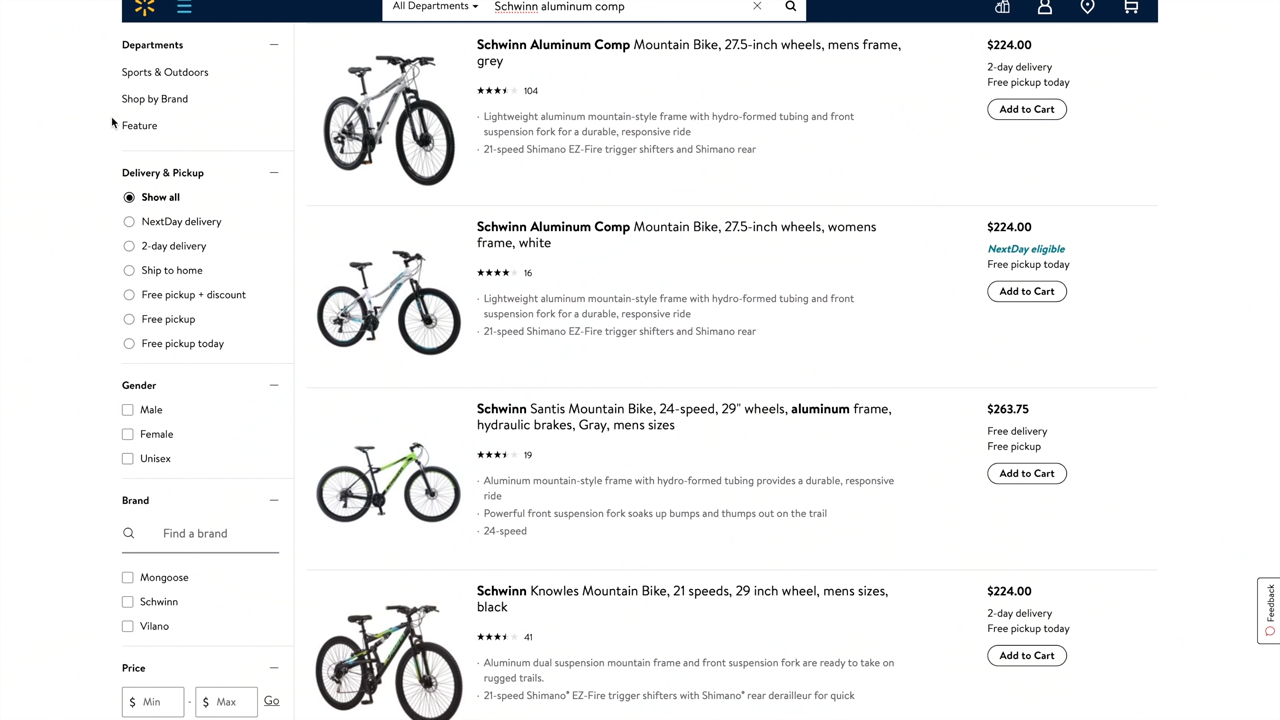 All Departments
Schwinn aluminum comp
Departments
Sports & Outdoors
Shop by Brand
Feature
Delivery & Pickup
Show all
NextDay delivery
2-day delivery
Ship to home
Free pickup + discount
Free pickup
Free pickup today
Gender
Male
Female
Unisex
Brand
Find a brand
Mongoose
Schwinn
Vilano
Price
$ Min - $ Max Go
Schwinn Aluminum Comp Mountain Bike, 27.5-inch wheels, mens frame,
grey
104
· Lightweight aluminum mountain-style frame with hydro-formed tubing and front
suspension fork for a durable, responsive ride
· 21-speed Shimano EZ-Fire trigger shifters and Shimano rear
$224.00
2-day delivery
Free pickup today
Add to Cart
Schwinn Aluminum Comp Mountain Bike, 27.5-inch wheels, womens
frame, white
16
· Lightweight aluminum mountain-style frame with hydro-formed tubing and front
suspension fork for a durable, responsive ride
· 21-speed Shimano EZ-Fire trigger shifters and Shimano rear
$224.00
NextDay eligible
Free pickup today
Add to Cart
Schwinn Santis Mountain Bike, 24-speed, 29" wheels, aluminum frame,
hydraulic brakes, Gray, mens sizes
19
· Aluminum mountain-style frame with hydro-formed tubing provides a durable, responsive
ride
· Powerful front suspension fork soaks up bumps and thumps out on the trail
· 24-speed
$263.75
Free delivery
Free pickup
Add to Cart
Schwinn Knowles Mountain Bike, 21 speeds, 29 inch wheel, mens sizes,
black
41
· Aluminum dual suspension mountain frame and front suspension fork are ready to take on
rugged trails.
· 21-speed Shimano® EZ-Fire trigger shifters with Shimano® rear derailleur for quick
$224.00
2-day delivery
Free pickup today
Add to Cart
Feedback